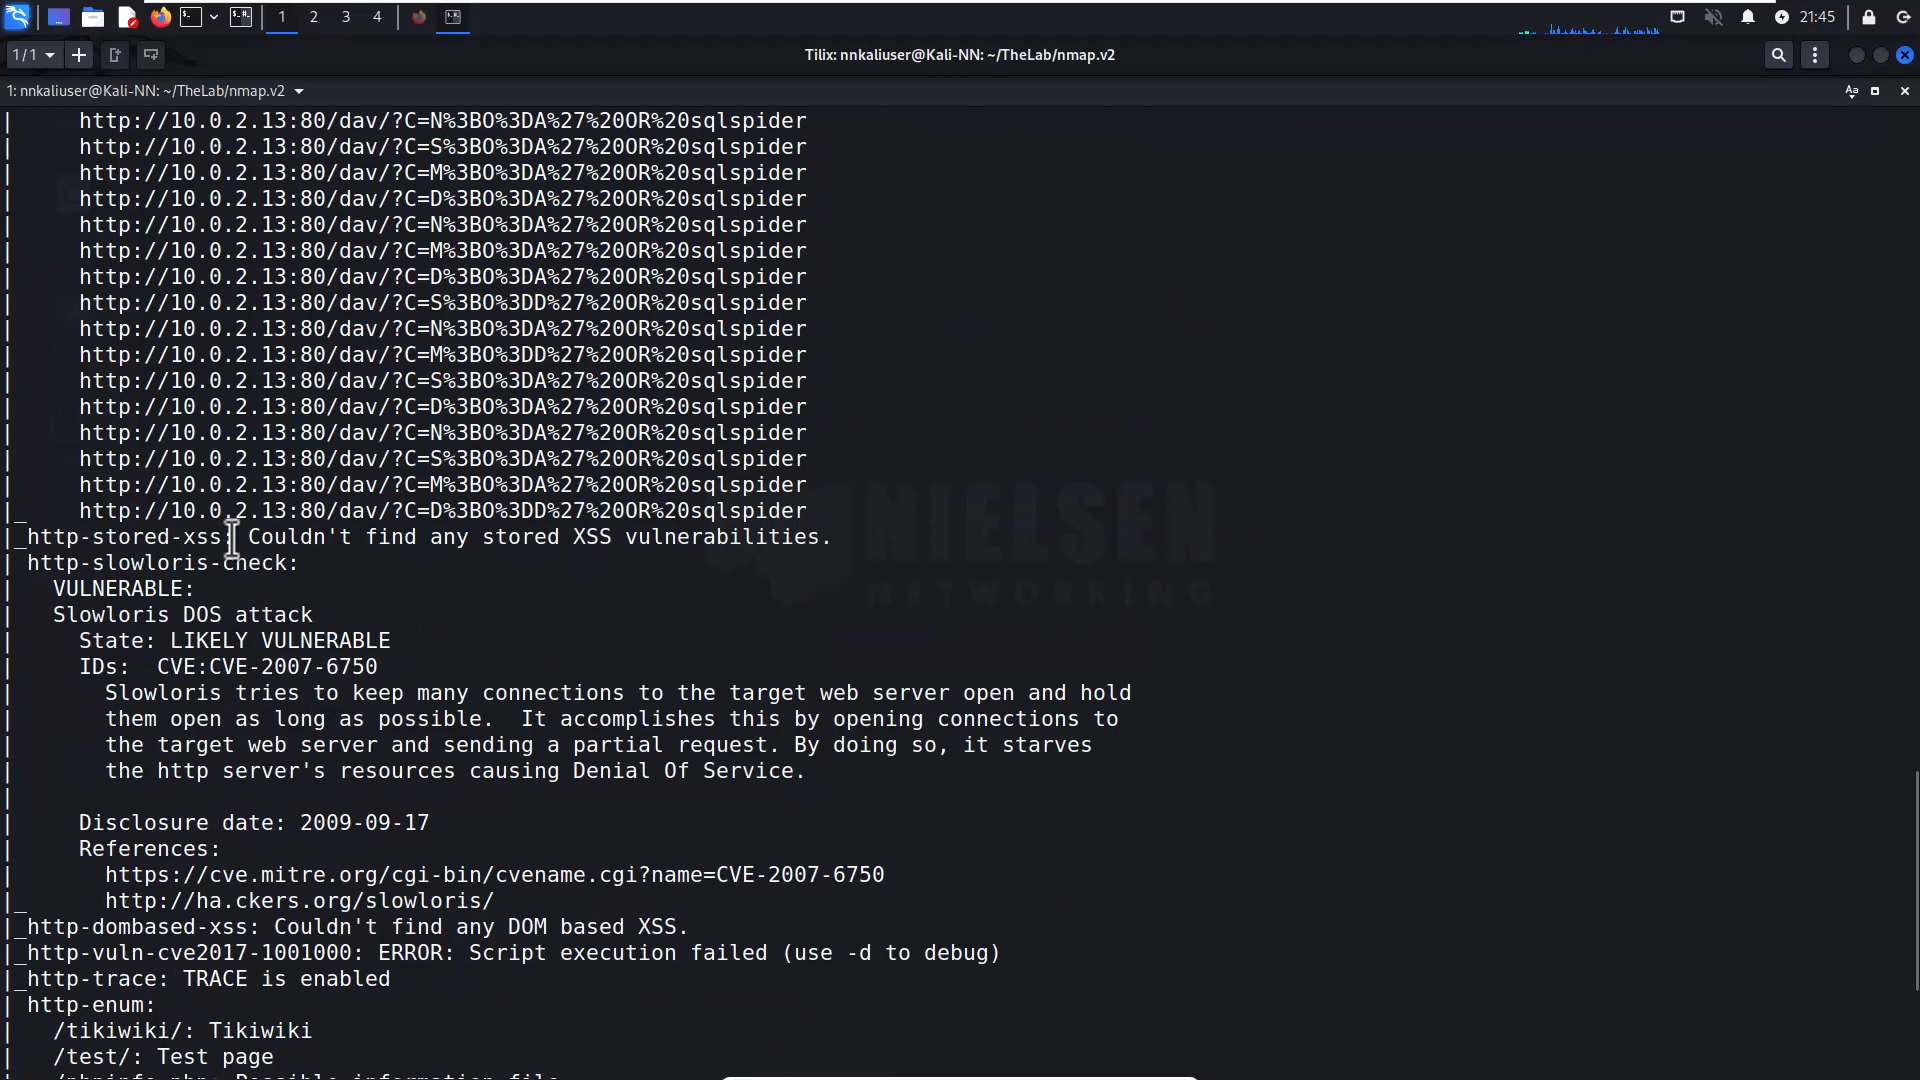 1 2 3 4 21:45
1/1 Tilix: nnkaliuser@Kali-NN: ~/TheLab/nmap.v2
1: nnkaliuser@Kali-NN: ~/TheLab/nmap.v2
| http://10.0.2.13:80/dav/?C=N%3BO%3DA%27%20OR%20sqlspider
| http://10.0.2.13:80/dav/?C=S%3BO%3DA%27%20OR%20sqlspider
| http://10.0.2.13:80/dav/?C=M%3BO%3DA%27%20OR%20sqlspider
| http://10.0.2.13:80/dav/?C=D%3BO%3DA%27%20OR%20sqlspider
| http://10.0.2.13:80/dav/?C=N%3BO%3DA%27%20OR%20sqlspider
| http://10.0.2.13:80/dav/?C=M%3BO%3DA%27%20OR%20sqlspider
| http://10.0.2.13:80/dav/?C=D%3BO%3DA%27%20OR%20sqlspider
| http://10.0.2.13:80/dav/?C=S%3BO%3DD%27%20OR%20sqlspider
| http://10.0.2.13:80/dav/?C=N%3BO%3DA%27%20OR%20sqlspider
| http://10.0.2.13:80/dav/?C=M%3BO%3DD%27%20OR%20sqlspider
| http://10.0.2.13:80/dav/?C=S%3BO%3DA%27%20OR%20sqlspider
| http://10.0.2.13:80/dav/?C=D%3BO%3DA%27%20OR%20sqlspider
| http://10.0.2.13:80/dav/?C=N%3BO%3DA%27%20OR%20sqlspider
| http://10.0.2.13:80/dav/?C=S%3BO%3DA%27%20OR%20sqlspider
| http://10.0.2.13:80/dav/?C=M%3BO%3DA%27%20OR%20sqlspider
|_ http://10.0.2.13:80/dav/?C=D%3BO%3DD%27%20OR%20sqlspider
|_http-stored-xss: Couldn't find any stored XSS vulnerabilities.
| http-slowloris-check:
| VULNERABLE:
| Slowloris DOS attack
| State: LIKELY VULNERABLE
| IDs: CVE:CVE-2007-6750
| Slowloris tries to keep many connections to the target web server open and hold
| them open as long as possible. It accomplishes this by opening connections to
| the target web server and sending a partial request. By doing so, it starves
| the http server's resources causing Denial Of Service.
|
| Disclosure date: 2009-09-17
| References:
| https://cve.mitre.org/cgi-bin/cvename.cgi?name=CVE-2007-6750
|_ http://ha.ckers.org/slowloris/
|_http-dombased-xss: Couldn't find any DOM based XSS.
|_http-vuln-cve2017-1001000: ERROR: Script execution failed (use -d to debug)
|_http-trace: TRACE is enabled
| http-enum:
| /tikiwiki/: Tikiwiki
| /test/: Test page
| /phpinfo.php: Possible information file
NIELSEN
NETWORKING